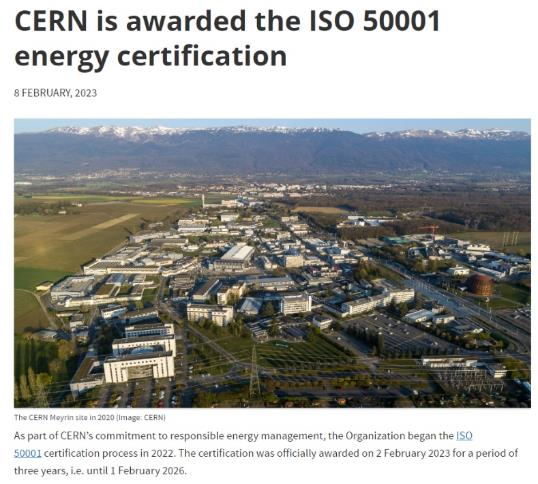 CERN is awarded the ISO 50001
energy certification
8 FEBRUARY, 2023
The CERN Meyrin site in 2020 (Image: CERN)
As part of CERN's commitment to responsible energy management, the Organization began the ISO
50001 certification process in 2022. The certification was officially awarded on 2 February 2023 for a period of
three years, i.e. until 1 February 2026.